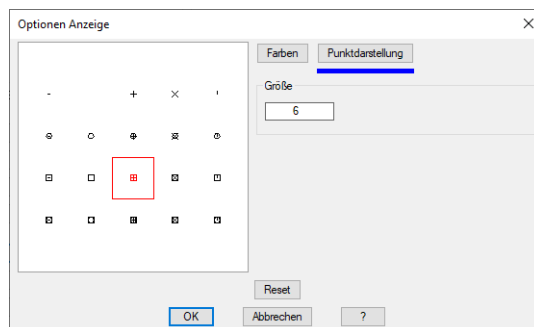 Optionen Anzeige
Farben Punktdarstellung
Größe
6
Reset
OK Abbrechen ?